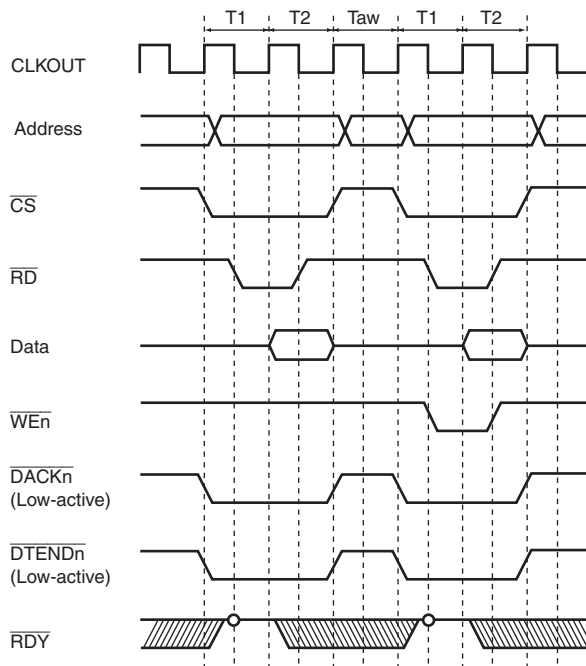 T1 T2 Taw T1 T2
CLKOUT
Address
CS
RD
Data
WEn
DACKn
(Low-active)
DTENDn
(Low-active)
RDY